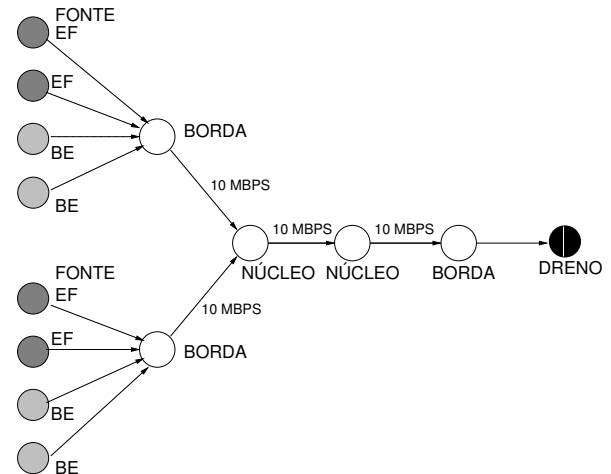 FONTE
EF
EF
BE
BE
BORDA
10 MBPS
10 MBPS
10 MBPS
NÚCLEO
NÚCLEO
BORDA
DRENO
FONTE
EF
EF
BE
BE
10 MBPS
BORDA